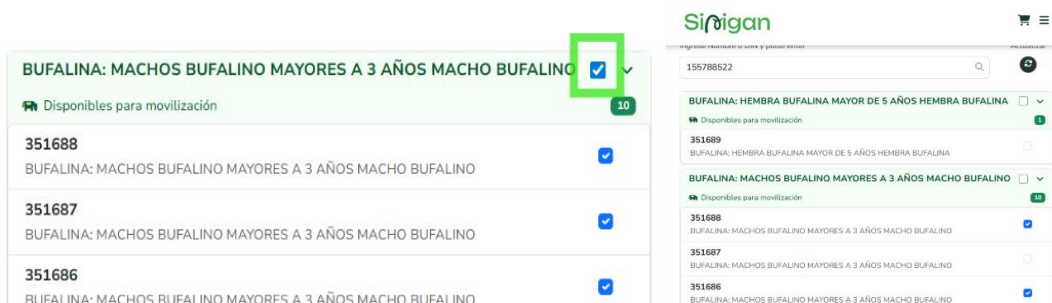 BUFALINA: MACHOS BUFALINO MAYORES A 3 AÑOS MACHO BUFALINO
Disponibles para movilización 10
351688
BUFALINA: MACHOS BUFALINO MAYORES A 3 AÑOS MACHO BUFALINO
351687
BUFALINA: MACHOS BUFALINO MAYORES A 3 AÑOS MACHO BUFALINO
351686
BUFALINA: MACHOS BUFALINO MAYORES A 3 AÑOS MACHO BUFALINO
Sinigan
155788522
BUFALINA: HEMBRA BUFALINA MAYOR DE 5 AÑOS HEMBRA BUFALINA
Disponibles para movilización 1
351689
BUFALINA: HEMBRA BUFALINA MAYOR DE 5 AÑOS HEMBRA BUFALINA
BUFALINA: MACHOS BUFALINO MAYORES A 3 AÑOS MACHO BUFALINO
Disponibles para movilización 10
351688
BUFALINA: MACHOS BUFALINO MAYORES A 3 AÑOS MACHO BUFALINO
351687
BUFALINA: MACHOS BUFALINO MAYORES A 3 AÑOS MACHO BUFALINO
351686
BUFALINA: MACHOS BUFALINO MAYORES A 3 AÑOS MACHO BUFALINO